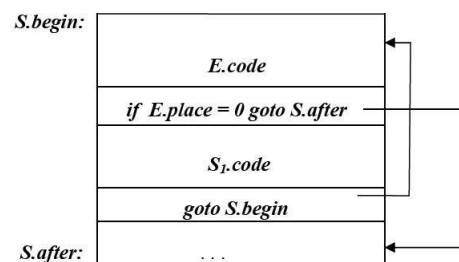 S.begin:
E.code
if E.place = 0 goto S.after
S₁.code
goto S.begin
S.after:
. . .